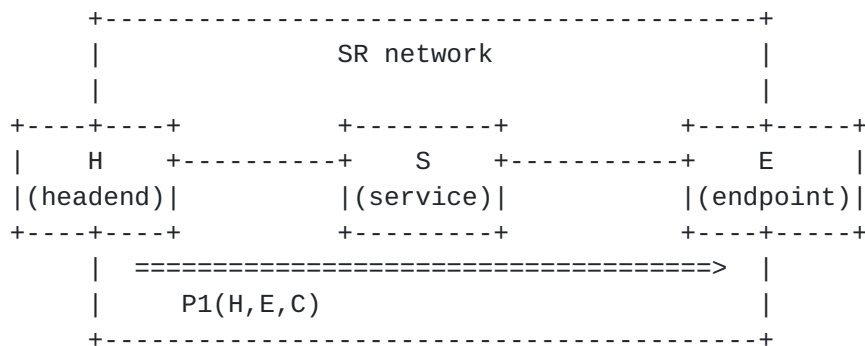 SR network
H S E
(headend) (service) (endpoint)
P1(H,E,C)